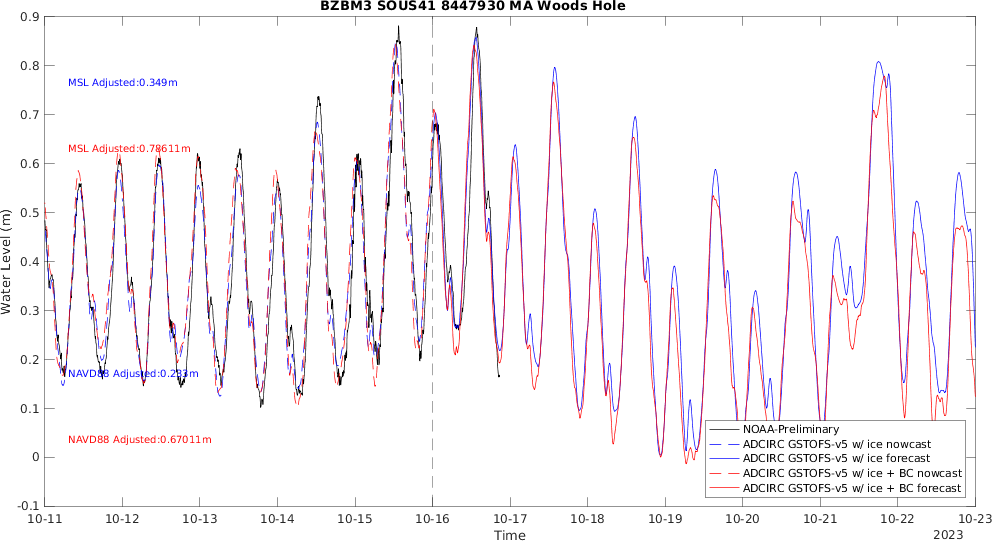 BZBM3 SOUS41 8447930 MA Woods Hole
0.9
0.8
0.7
0.6
0.5
0.4
0.3
0.2
0.1
0
-0.1
Water Level (m)
MSL Adjusted:0.349m
MSL Adjusted:0.78611m
NAVD88 Adjusted:0.233m
NAVD88 Adjusted:0.67011m
NOAA-Preliminary
ADCIRC GSTOFS-v5 w/ ice nowcast
ADCIRC GSTOFS-v5 w/ ice forecast
ADCIRC GSTOFS-v5 w/ ice + BC nowcast
ADCIRC GSTOFS-v5 w/ ice + BC forecast
10-11 10-12 10-13 10-14 10-15 10-16 10-17 10-18 10-19 10-20 10-21 10-22 10-23
Time
2023